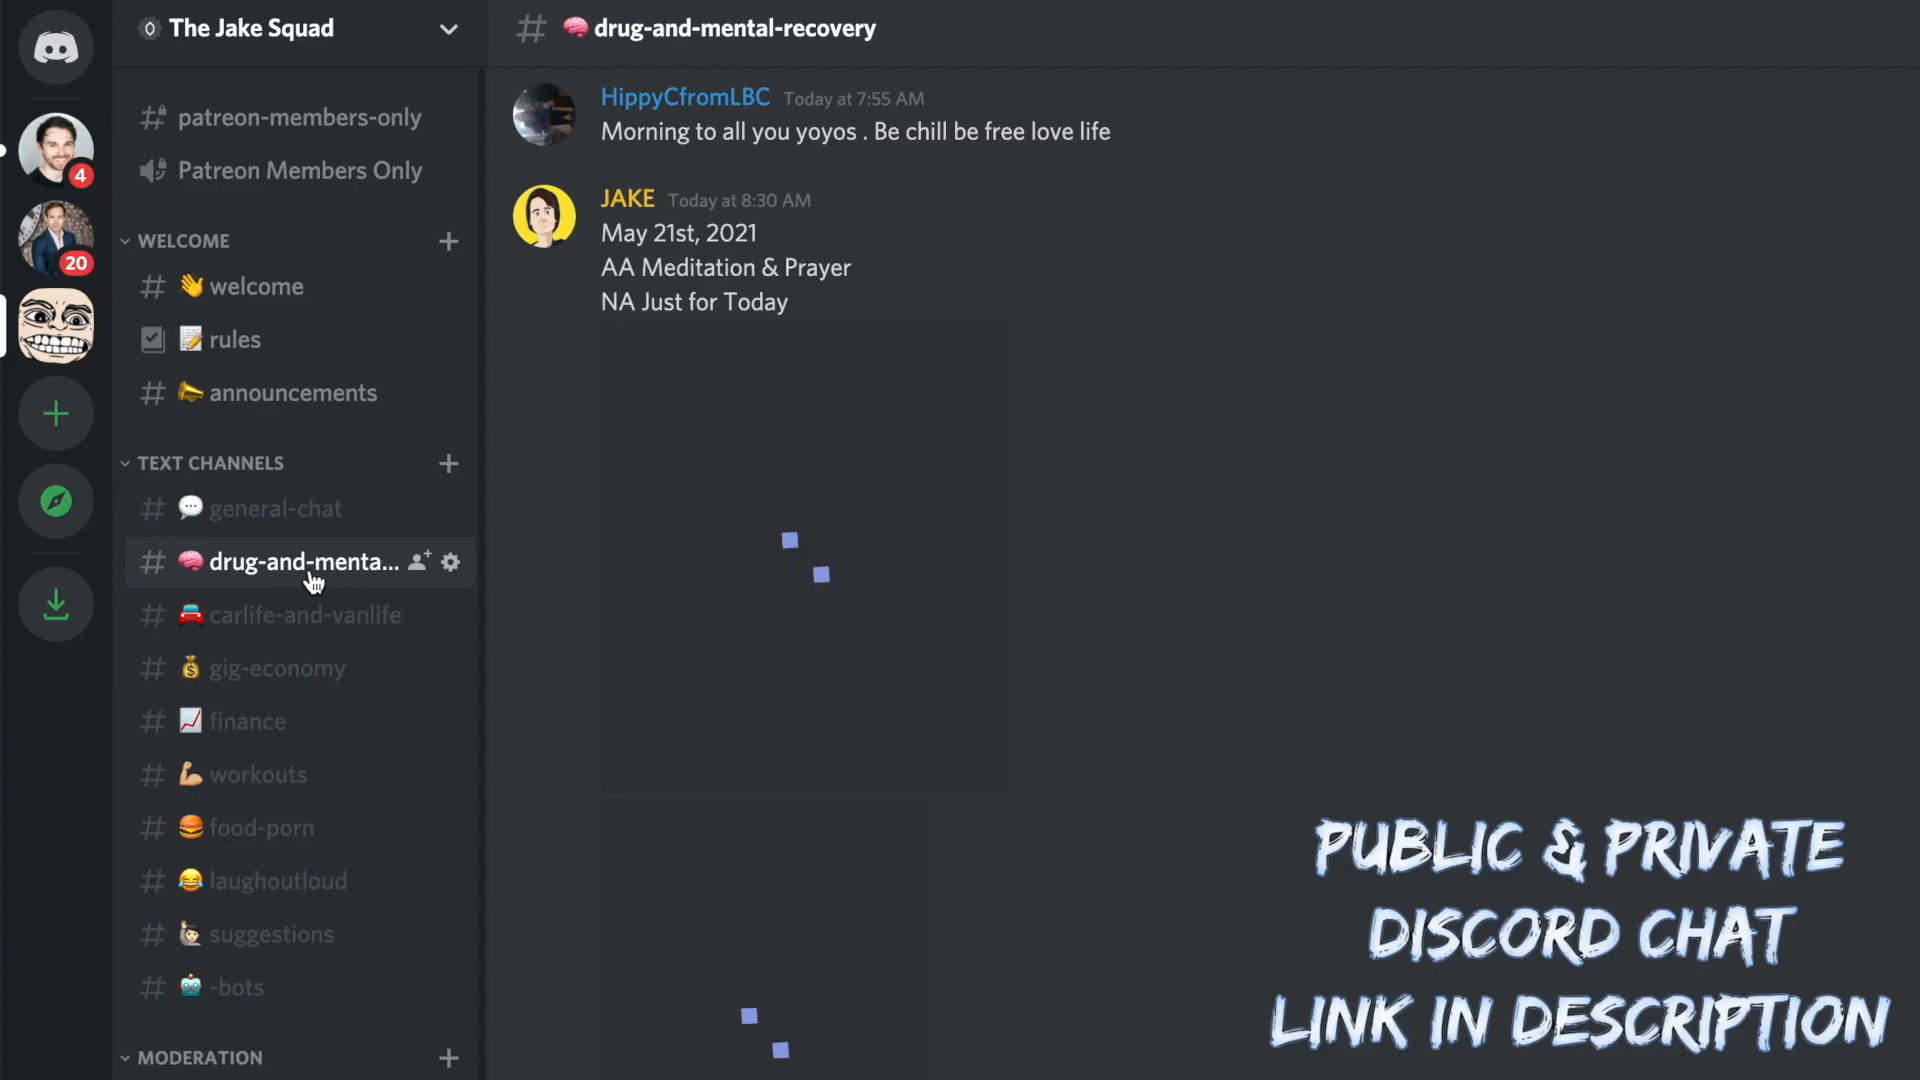 The Jake Squad
patreon-members-only
Patreon Members Only
WELCOME
welcome
rules
announcements
TEXT CHANNELS
general-chat
drug-and-menta...
carlife-and-vanlife
gig-economy
finance
workouts
food-porn
laughoutloud
suggestions
-bots
MODERATION
4
20
# drug-and-mental-recovery
HippyCfromLBC Today at 7:55 AM
Morning to all you yoyos . Be chill be free love life
JAKE Today at 8:30 AM
May 21st, 2021
AA Meditation & Prayer
NA Just for Today
PUBLIC & PRIVATE
DISCORD CHAT
LINK IN DESCRIPTION